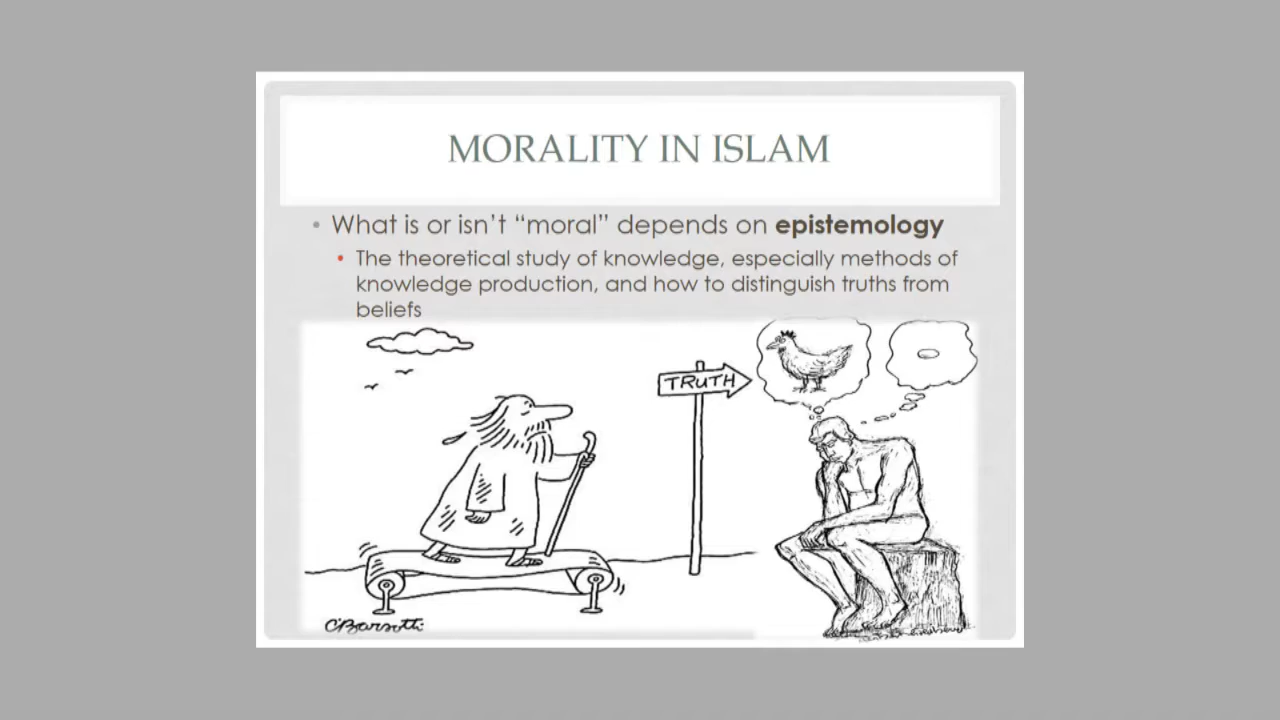 MORALITY IN ISLAM
• What is or isn't “moral” depends on epistemology
• The theoretical study of knowledge, especially methods of
knowledge production, and how to distinguish truths from
beliefs
TRUTH
CBarsotti